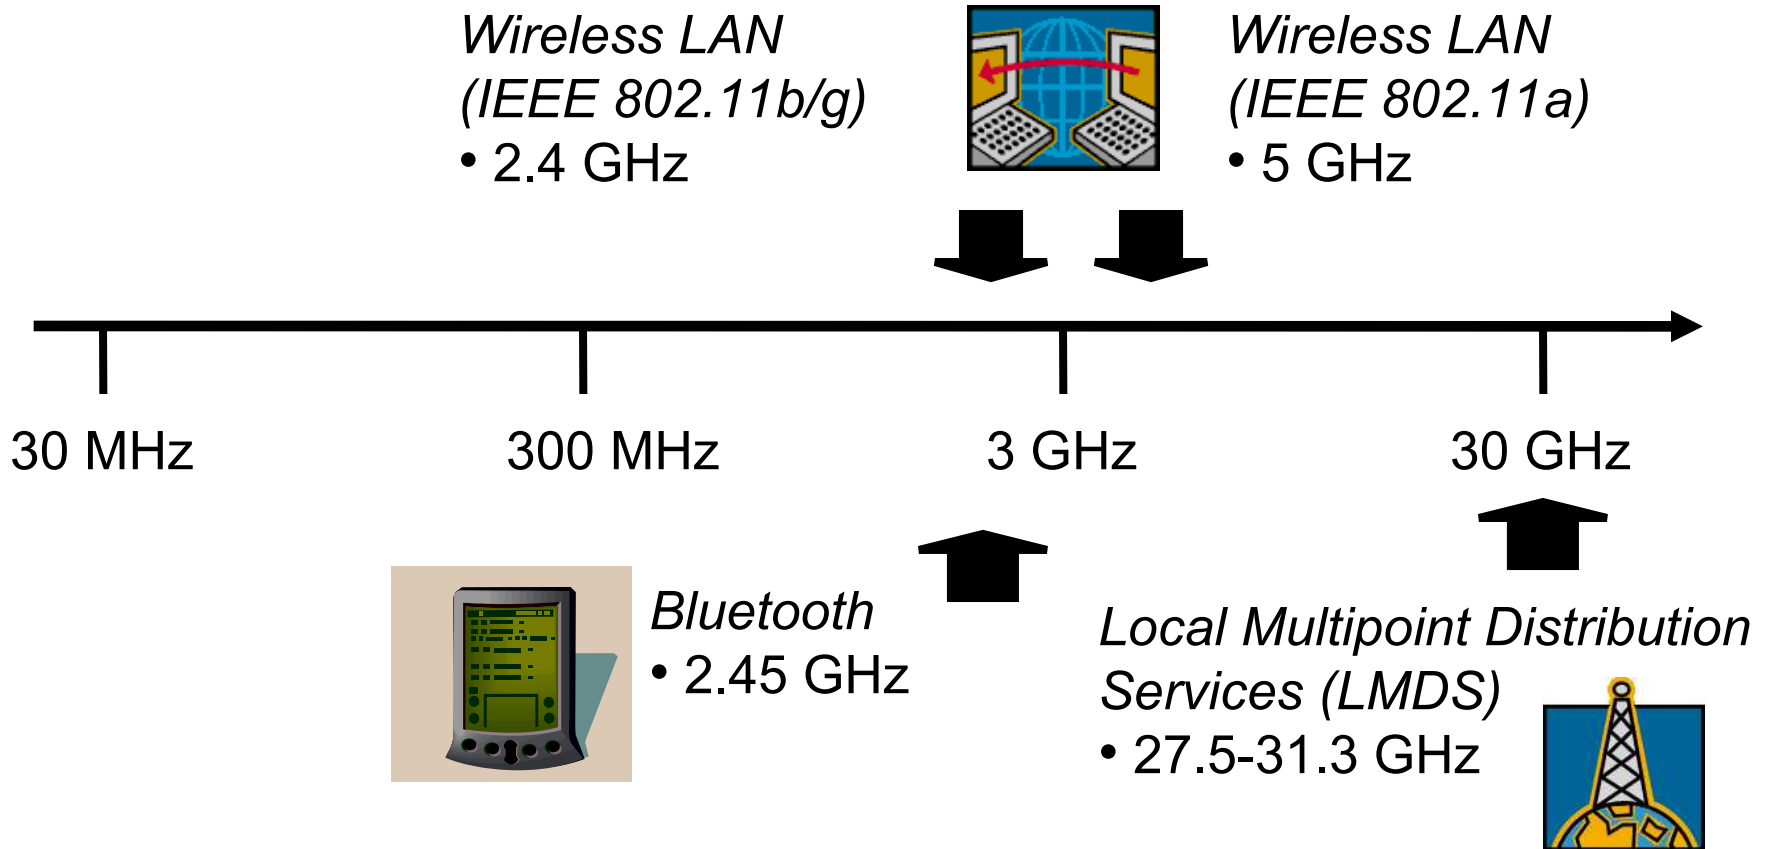 Wireless LAN
(IEEE 802.11b/g)
• 2.4 GHz
Wireless LAN
(IEEE 802.11a)
• 5 GHz
30 MHz
300 MHz
3 GHz
30 GHz
Bluetooth
• 2.45 GHz
Local Multipoint Distribution
Services (LMDS)
• 27.5-31.3 GHz